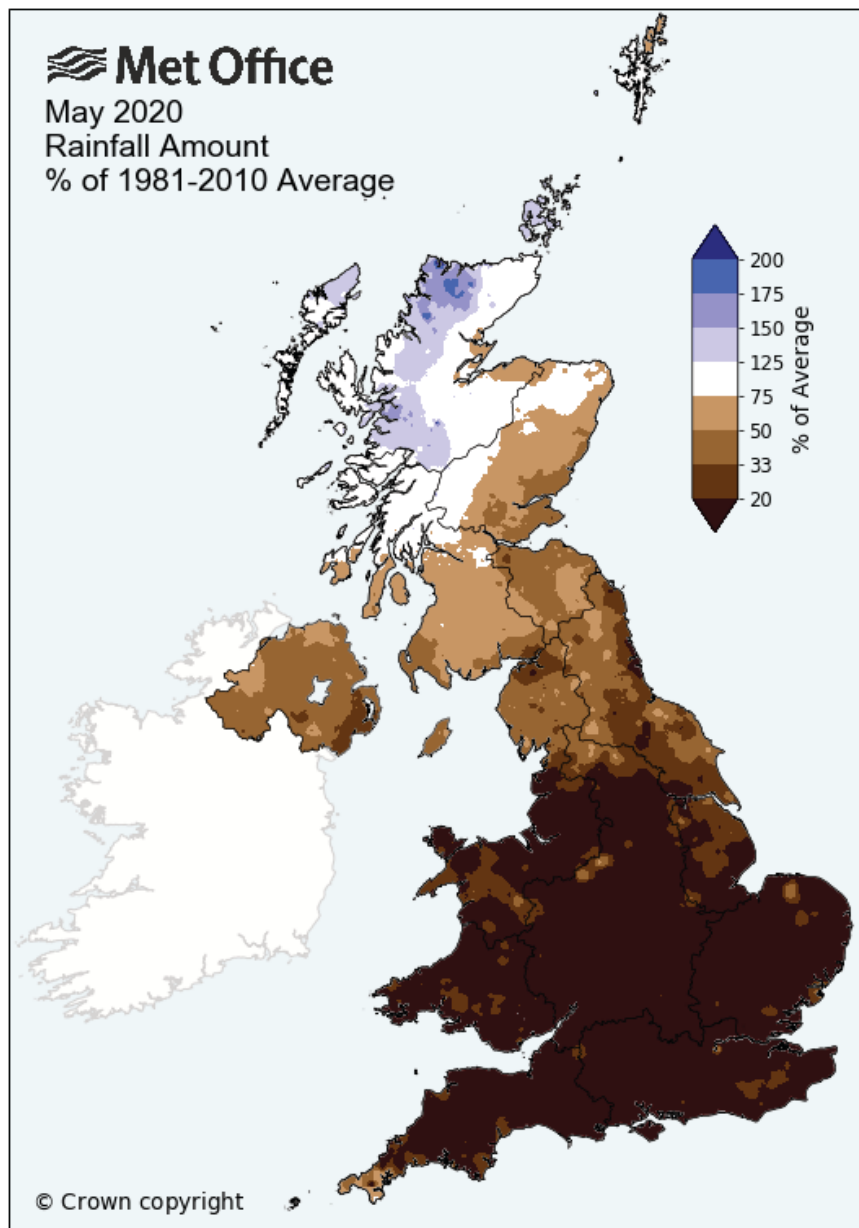 Met Office
May 2020
Rainfall Amount
% of 1981-2010 Average
200
175
150
125
75
50
33
20
% of Average
© Crown copyright